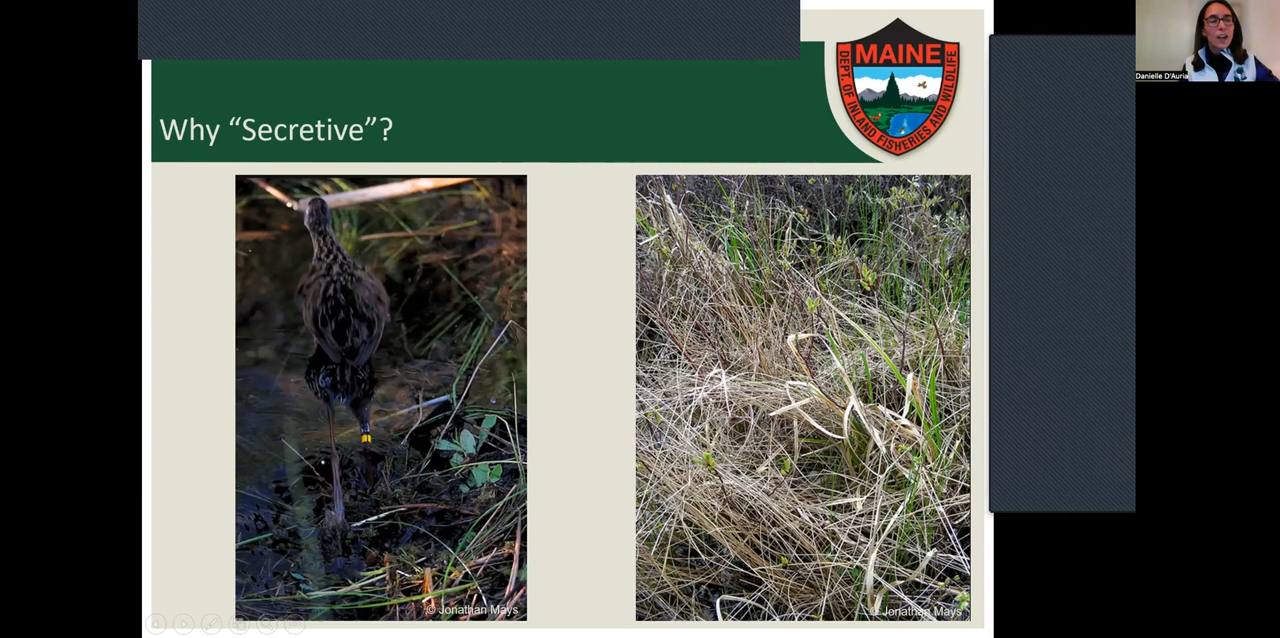 MAINE
DEPT. OF INLAND FISHERIES AND WILDLIFE
Danielle D'Auria
Why “Secretive”?
© Jonathan Mays
© Jonathan Mays